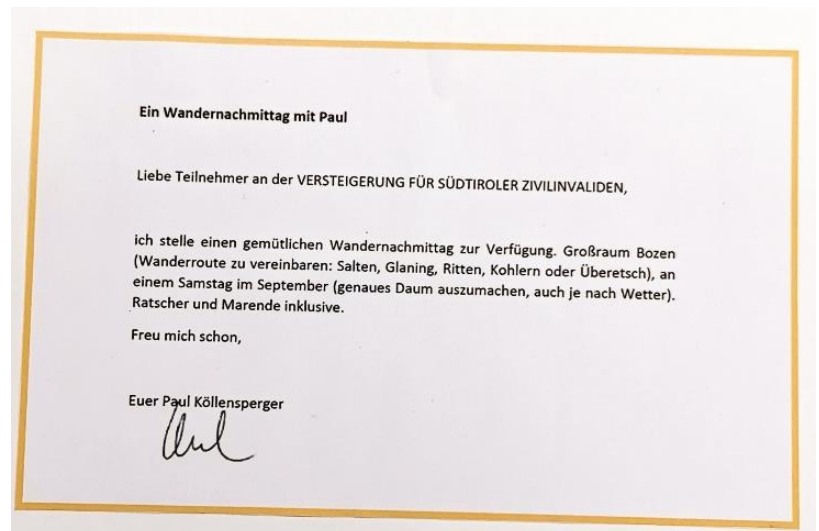 Ein Wandernachmittag mit Paul
Liebe Teilnehmer an der VERSTEIGERUNG FÜR SÜDTIROLER ZIVILINVALIDEN,
ich stelle einen gemütlichen Wandernachmittag zur Verfügung. Großraum Bozen
(Wanderroute zu vereinbaren: Salten, Glaning, Ritten, Kohlern oder Überetsch), an
einem Samstag im September (genaues Daum auszumachen, auch je nach Wetter).
Ratscher und Marende inklusive.
Freu mich schon,
Euer Paul Köllensperger
Paul